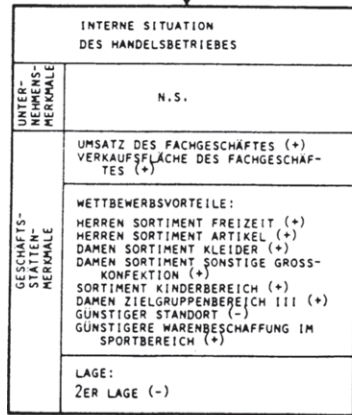 INTERNE SITUATION
DES HANDELSBETRIEBES
UNTER-
NEHMENS-
MERKMALE
N.S.
GESCHÄFTS-
STÄTTEN-
MERKMALE
UMSATZ DES FACHGESCHÄFTES (+)
VERKAUFSFLÄCHE DES FACHGESCHÄF-
TES (+)
WETTBEWERBSVORTEILE:
HERREN SORTIMENT FREIZEIT (+)
HERREN SORTIMENT ARTIKEL (+)
DAMEN SORTIMENT KLEIDER (+)
DAMEN SORTIMENT SONSTIGE GROSS-
KONFEKTION (+)
SORTIMENT KINDERBEREICH (+)
DAMEN ZIELGRUPPENBEREICH III (+)
GÜNSTIGER STANDORT (-)
GÜNSTIGERE WARENBESCHAFFUNG IM
SPORTBEREICH (+)
LAGE:
2ER LAGE (-)